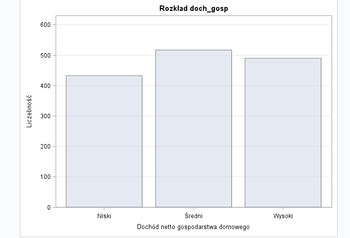 Rozkład doch_gosp
600
500
400
300
200
100
0
Liczebność
Niski
Średni
Wysoki
Dochód netto gospodarstwa domowego